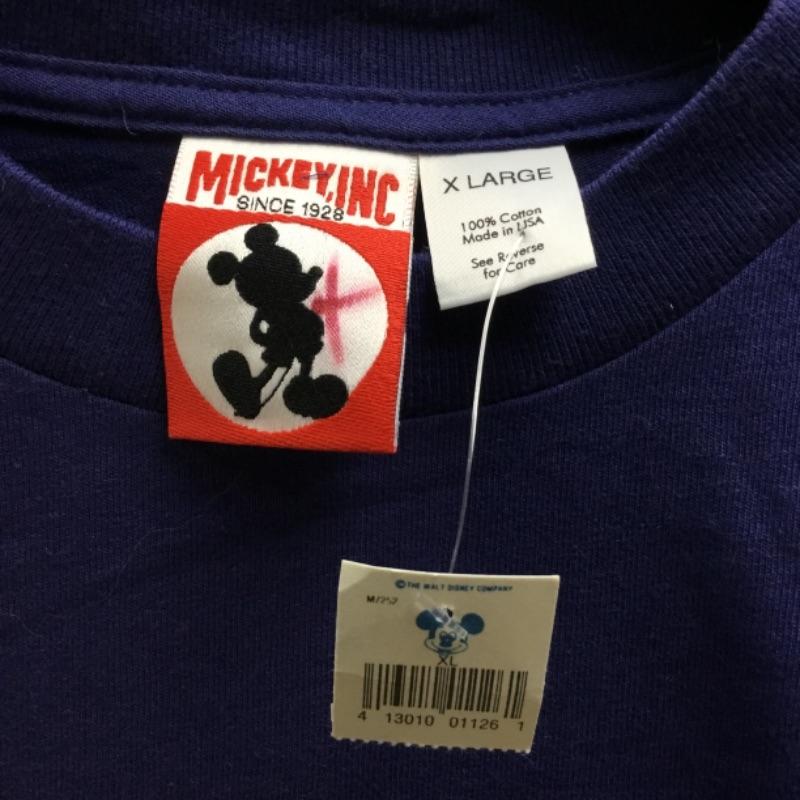 MICKEY, INC
SINCE 1928
X LARGE
100% Cotton
Made in USA
See Reverse
for Care
© THE WALT DISNEY COMPANY
M/252
XL
4 13010 01126 1